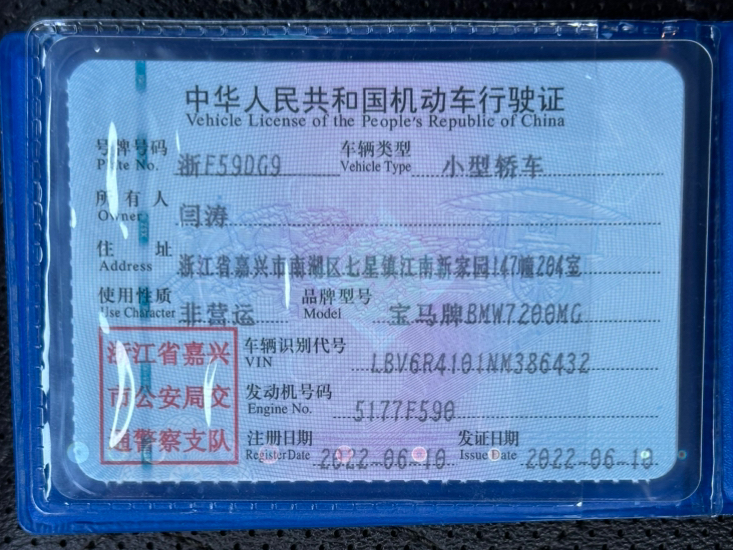 中华人民共和国机动车行驶证
Vehicle License of the People's Republic of China
号牌号码 浙F59DG9 车辆类型 小型轿车
Plate No. Vehicle Type
所有人 闫涛
Owner
住址 浙江省嘉兴市南湖区七星镇江南新家园147幢204室
Address
使用性质 非营运 品牌型号 宝马牌BMW7200MG
Use Character Model
浙江省嘉兴
市公安局交
通警察支队
车辆识别代号 LBV6R4101NM386432
VIN
发动机号码 5177F590
Engine No.
注册日期 2022-06-10 发证日期 2022-06-10
Register Date Issue Date